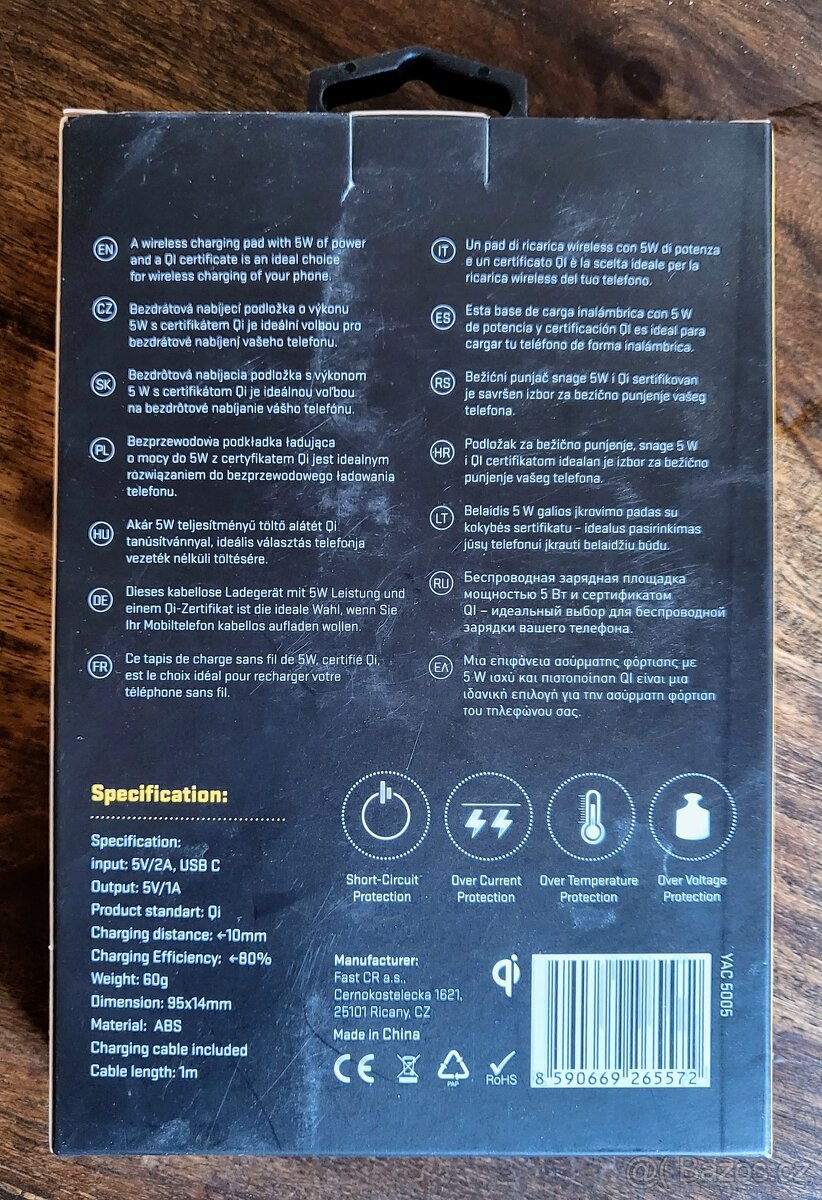 EN
A wireless charging pad with 5W of power
and a QI certificate is an ideal choice
for wireless charging of your phone.
CZ
Bezdrátová nabíjecí podložka o výkonu
5W s certifikátem Qi je ideální volbou pro
bezdrátové nabíjení vašeho telefonu.
SK
Bezdrôtová nabíjacia podložka s výkonom
5 W s certifikátom Qi je ideálnou voľbou
na bezdrôtové nabíjanie vášho telefónu.
PL
Bezprzewodowa podkładka ładująca
o mocy do 5W z certyfikatem Qi jest idealnym
rozwiązaniem do bezprzewodowego ładowania
telefonu.
HU
Akár 5W teljesítményű töltő alátét Qi
tanúsítvánnyal, ideális választás telefonja
vezeték nélküli töltésére.
DE
Dieses kabellose Ladegerät mit 5W Leistung und
einem Qi-Zertifikat ist die ideale Wahl, wenn Sie
Ihr Mobiltelefon kabellos aufladen wollen.
FR
Ce tapis de charge sans fil de 5W, certifié Qi,
est le choix idéal pour recharger votre
téléphone sans fil.
IT
Un pad di ricarica wireless con 5W di potenza
e un certificato QI è la scelta ideale per la
ricarica wireless del tuo telefono.
ES
Esta base de carga inalámbrica con 5 W
de potencia y certificación QI es ideal para
cargar tu teléfono de forma inalámbrica.
RS
Bežićni punjač snage 5W i Qi sertifikovan
je savršen izbor za bezično punjenje vašeg
telefona.
HR
Podložak za bežično punjenje, snage 5 W
i QI certifikatom idealan je izbor za bežično
punjenje vašeg telefona.
LT
Belaidis 5 W galios įkrovimo padas su
kokybės sertifikatu – idealus pasirinkimas
jūsų telefonui įkrauti belaidžiu būdu.
RU
Беспроводная зарядная площадка
мощностью 5 Вт и сертификатом
QI – идеальный выбор для беспроводной
зарядки вашего телефона.
ΕΛ
Μια επιφάνεια ασύρματης φόρτισης με
5 W ισχύ και πιστοποίηση QI είναι μια
ιδανική επιλογή για την ασύρματη φόρτιση
του τηλεφώνου σας.
Specification:
Specification:
input: 5V/2A, USB C
Output: 5V/1A
Product standart: Qi
Charging distance: ←10mm
Charging Efficiency: ←80%
Weight: 60g
Dimension: 95x14mm
Material: ABS
Charging cable included
Cable length: 1m
Short-Circuit
Protection
Over Current
Protection
Over Temperature
Protection
Over Voltage
Protection
Manufacturer:
Fast CR a.s.,
Cernokostelecka 1621,
25101 Ricany, CZ
Made in China
CE
PAP
RoHS
qi
YAC 5005
8 590669 265572
Bazos.cz